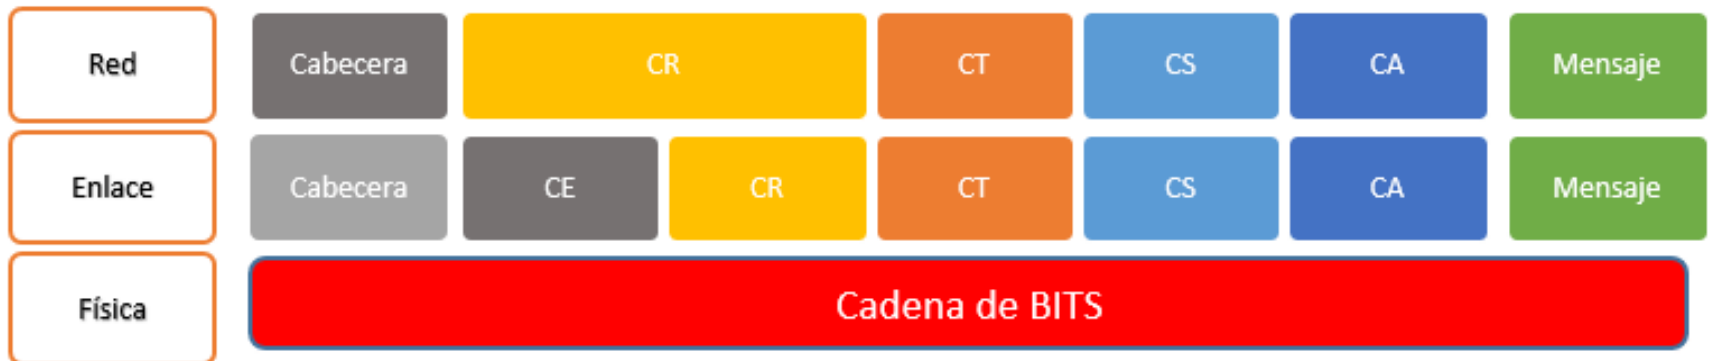 Red Cabecera CR CT CS CA Mensaje
Enlace Cabecera CE CR CT CS CA Mensaje
Física Cadena de BITS